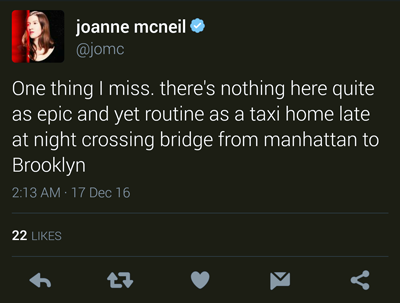 joanne mcneil
@jomc
One thing I miss. there's nothing here quite
as epic and yet routine as a taxi home late
at night crossing bridge from manhattan to
Brooklyn
2:13 AM · 17 Dec 16
22 LIKES